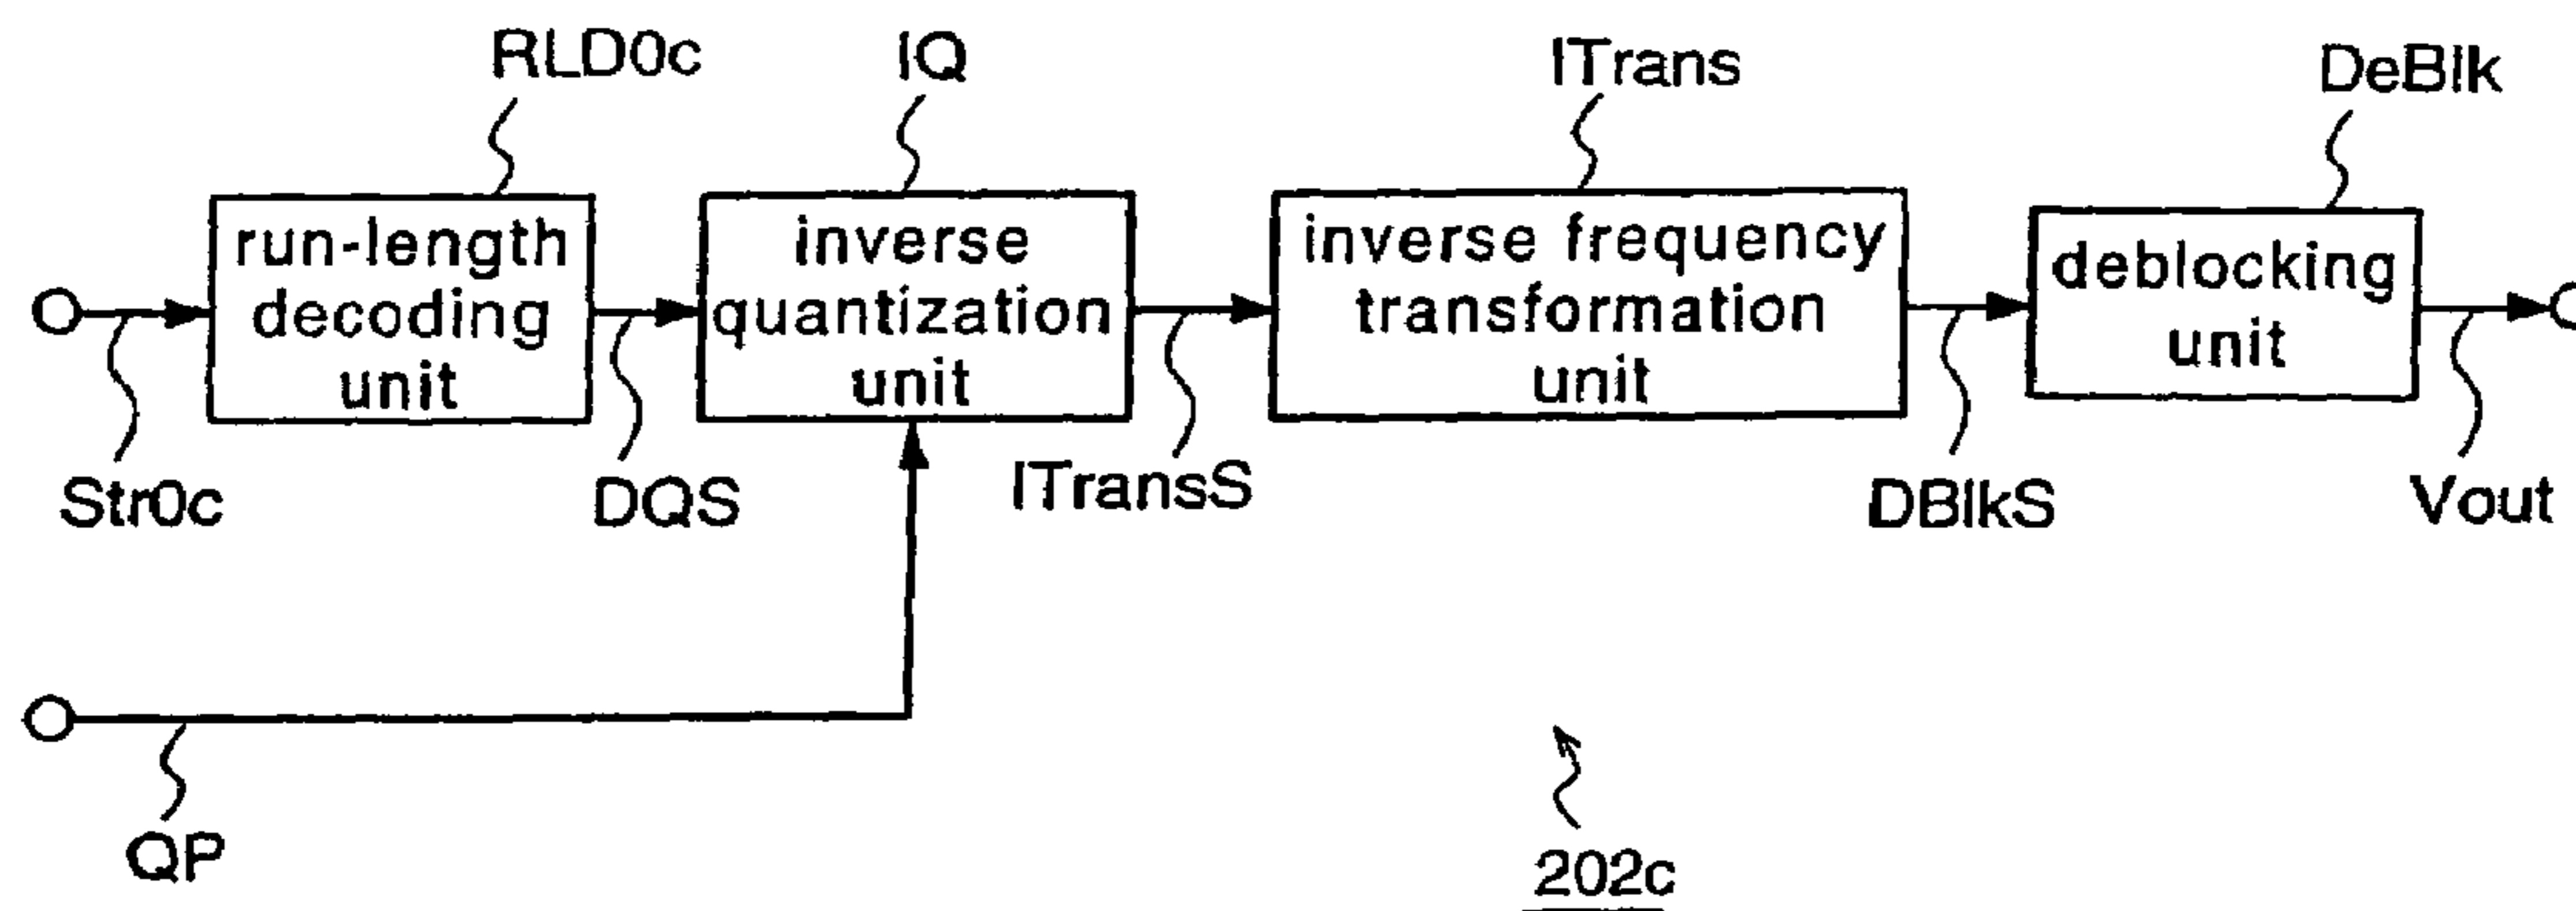 RLD0c
IQ
ITrans
DeBlk
run-length
decoding
unit
inverse
quantization
unit
inverse frequency
transformation
unit
deblocking
unit
Str0c
DQS
ITransS
DBlkS
Vout
QP
202c